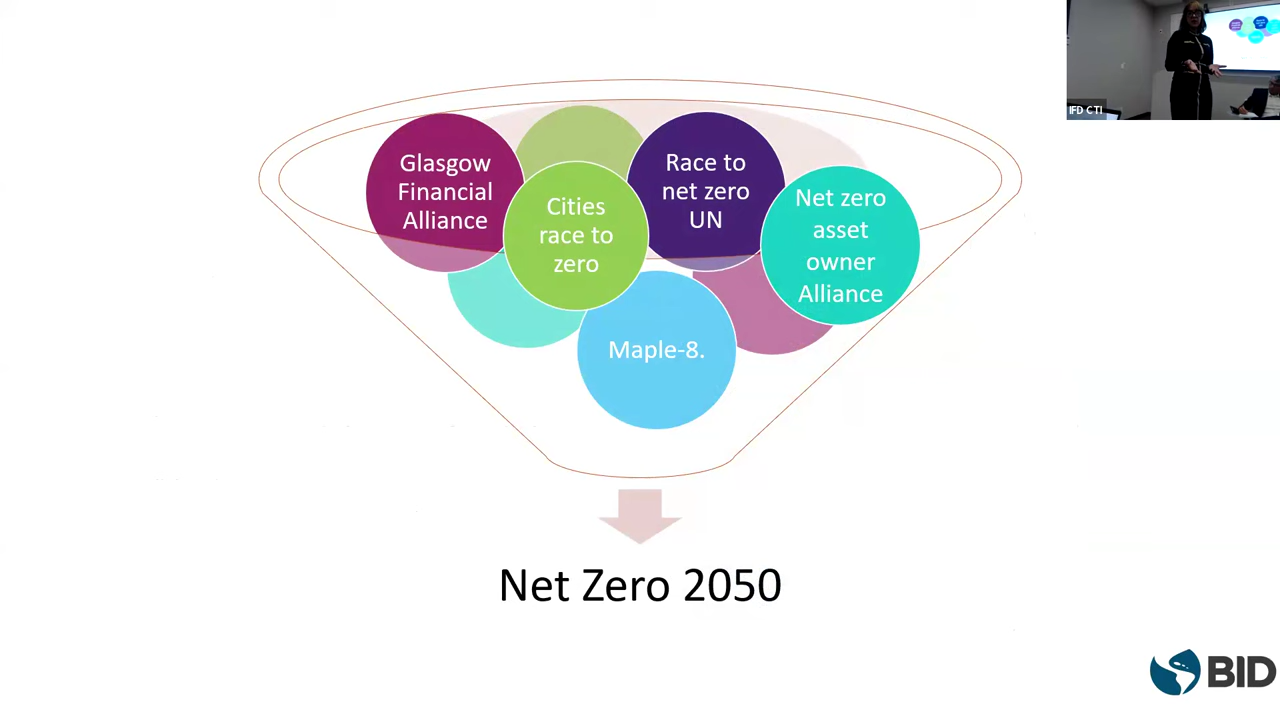 IFD CTI
Glasgow
Financial
Alliance
Cities
race to
zero
Race to
net zero
UN
Net zero
asset
owner
Alliance
Maple-8.
Net Zero 2050
BID